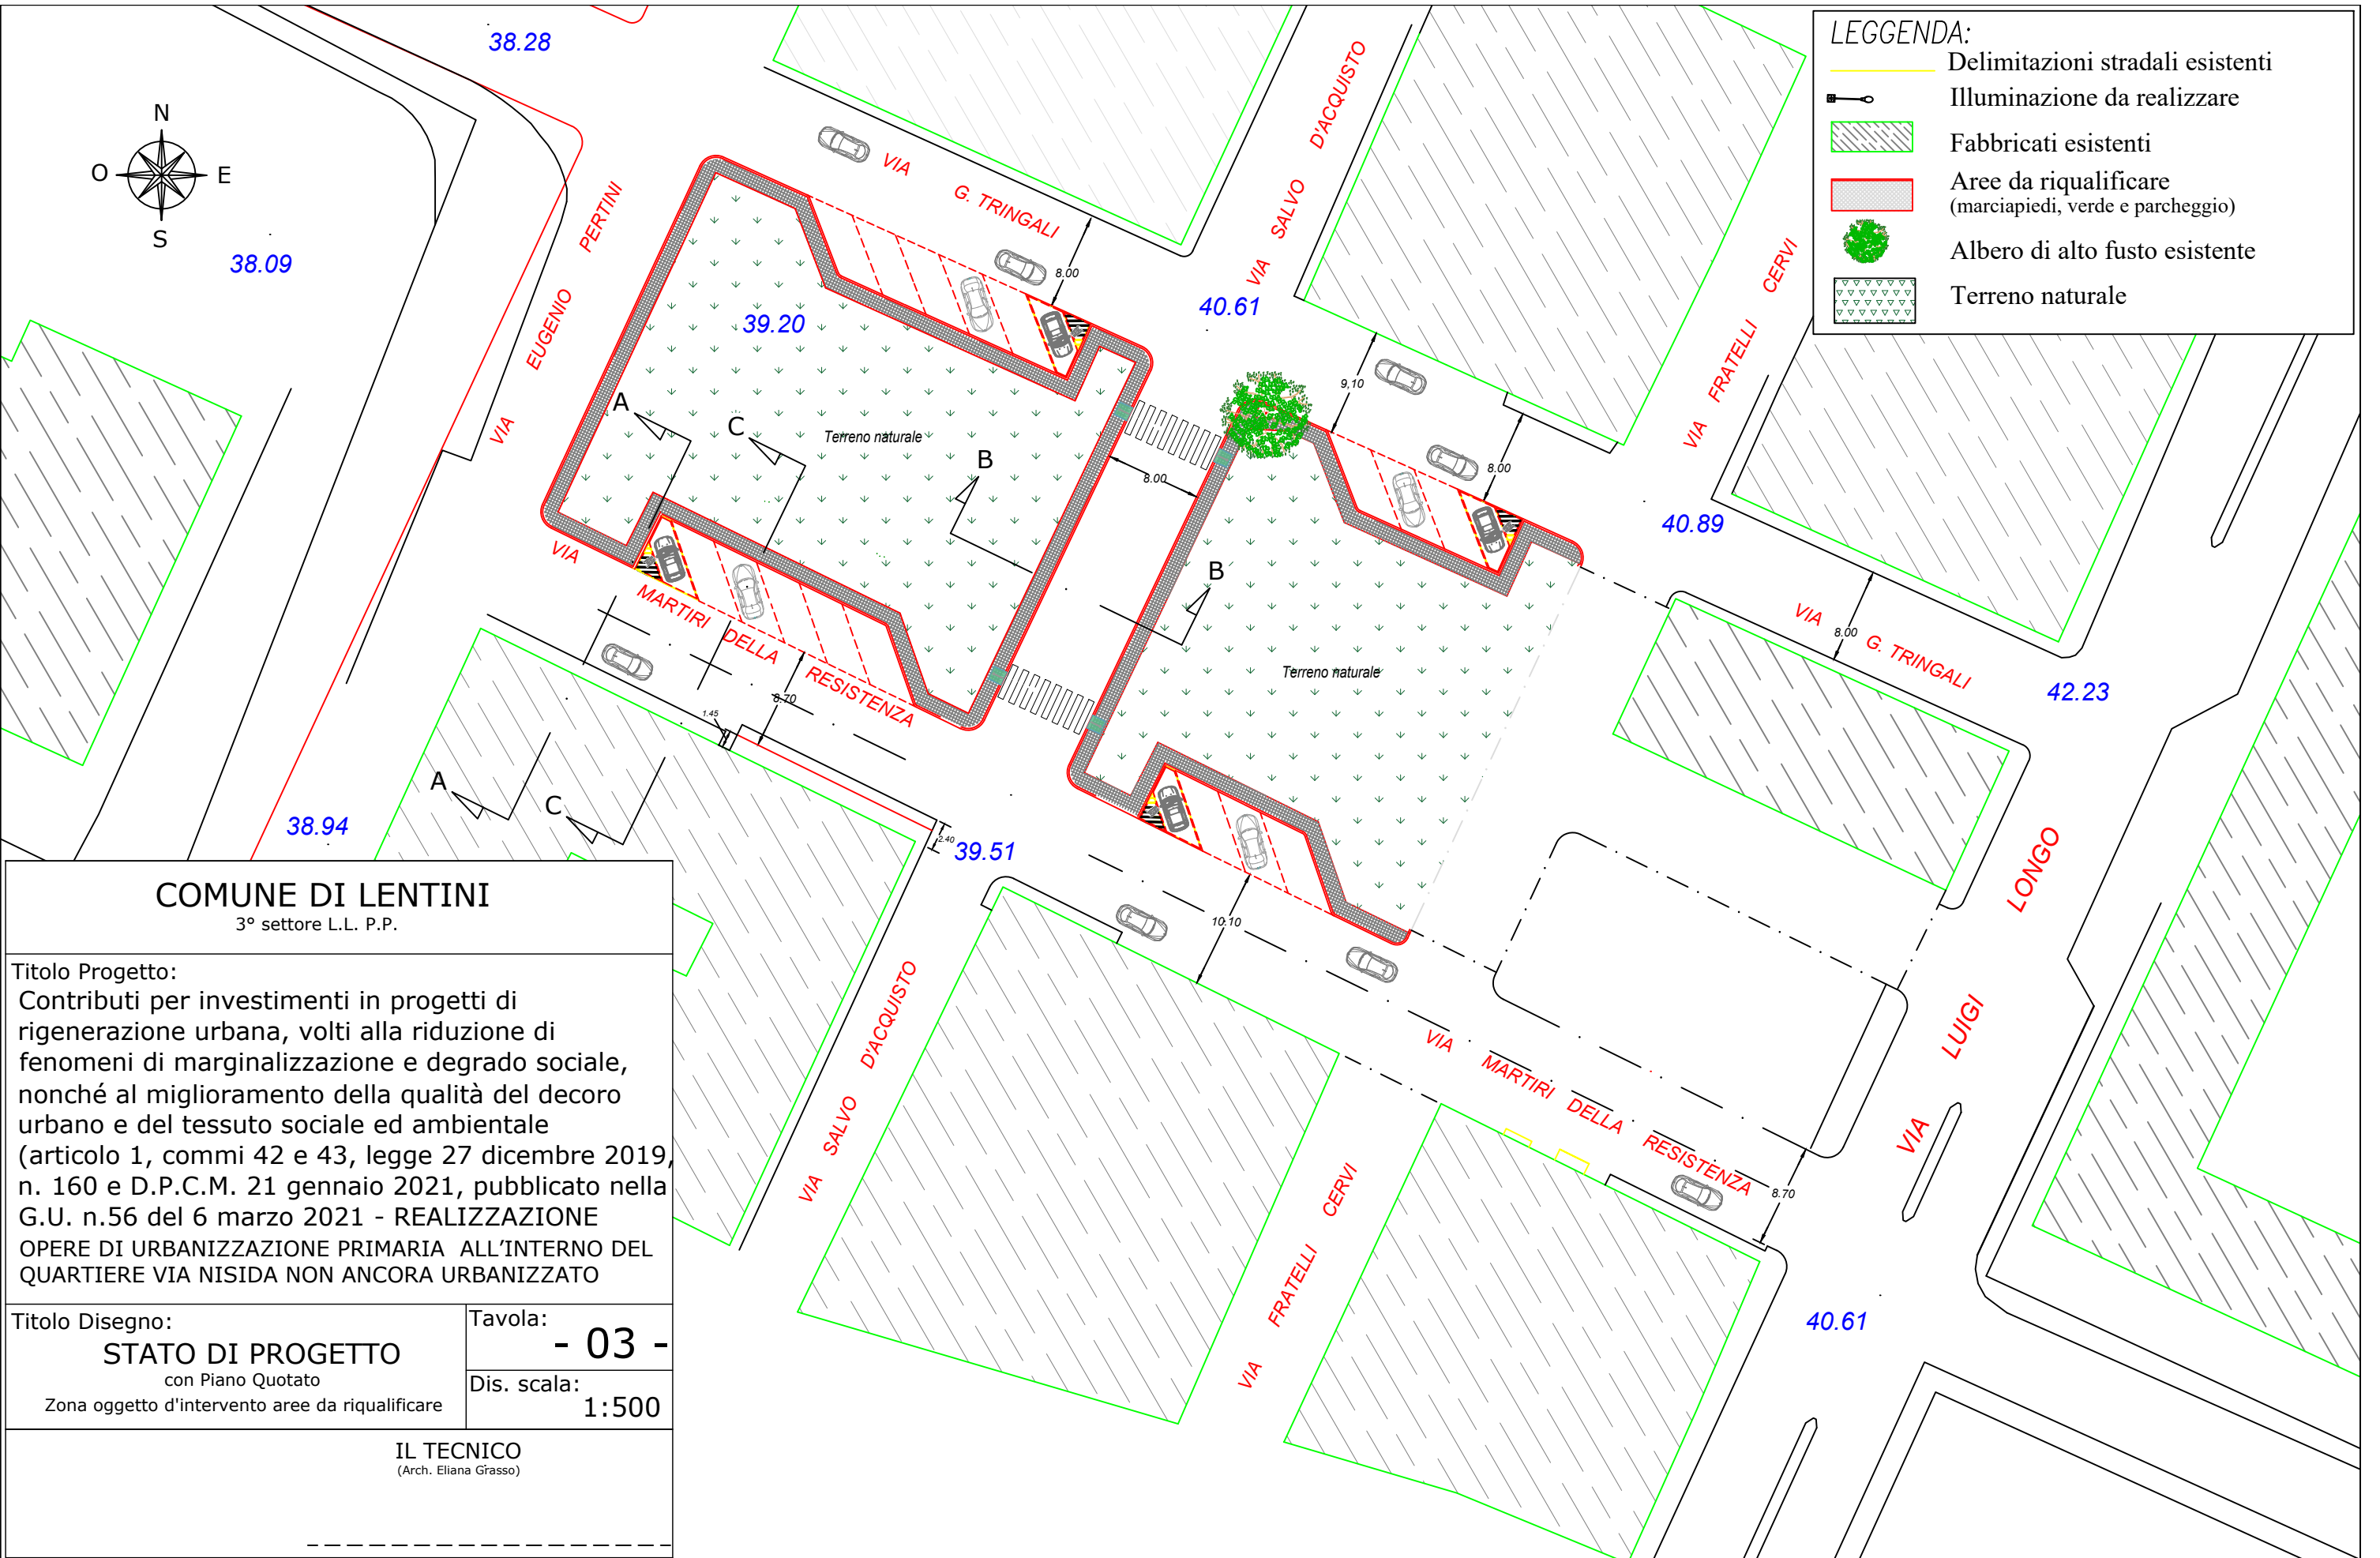 38.28
N
O
E
S
38.09
VIA EUGENIO PERTINI
VIA G. TRINGALI
8.00
VIA SALVO D'ACQUISTO
40.61
39.20
A
C
Terreno naturale
B
8.00
9,10
8.00
VIA FRATELLI CERVI
40.89
LEGGENDA:
Delimitazioni stradali esistenti
Illuminazione da realizzare
Fabbricati esistenti
Aree da riqualificare
(marciapiedi, verde e parcheggio)
Albero di alto fusto esistente
Terreno naturale
VIA MARTIRI DELLA RESISTENZA
8.70
1.45
B
Terreno naturale
VIA G. TRINGALI
8.00
42.23
A
C
38.94
2.40
39.51
10.10
VIA LUIGI LONGO
VIA SALVO D'ACQUISTO
VIA MARTIRI DELLA RESISTENZA
8.70
VIA FRATELLI CERVI
40.61
COMUNE DI LENTINI
3° settore L.L. P.P.
Titolo Progetto:
Contributi per investimenti in progetti di
rigenerazione urbana, volti alla riduzione di
fenomeni di marginalizzazione e degrado sociale,
nonché al miglioramento della qualità del decoro
urbano e del tessuto sociale ed ambientale
(articolo 1, commi 42 e 43, legge 27 dicembre 2019,
n. 160 e D.P.C.M. 21 gennaio 2021, pubblicato nella
G.U. n.56 del 6 marzo 2021 - REALIZZAZIONE
OPERE DI URBANIZZAZIONE PRIMARIA ALL'INTERNO DEL
QUARTIERE VIA NISIDA NON ANCORA URBANIZZATO
Titolo Disegno:
STATO DI PROGETTO
con Piano Quotato
Zona oggetto d'intervento aree da riqualificare
Tavola:
- 03 -
Dis. scala:
1:500
IL TECNICO
(Arch. Eliana Grasso)